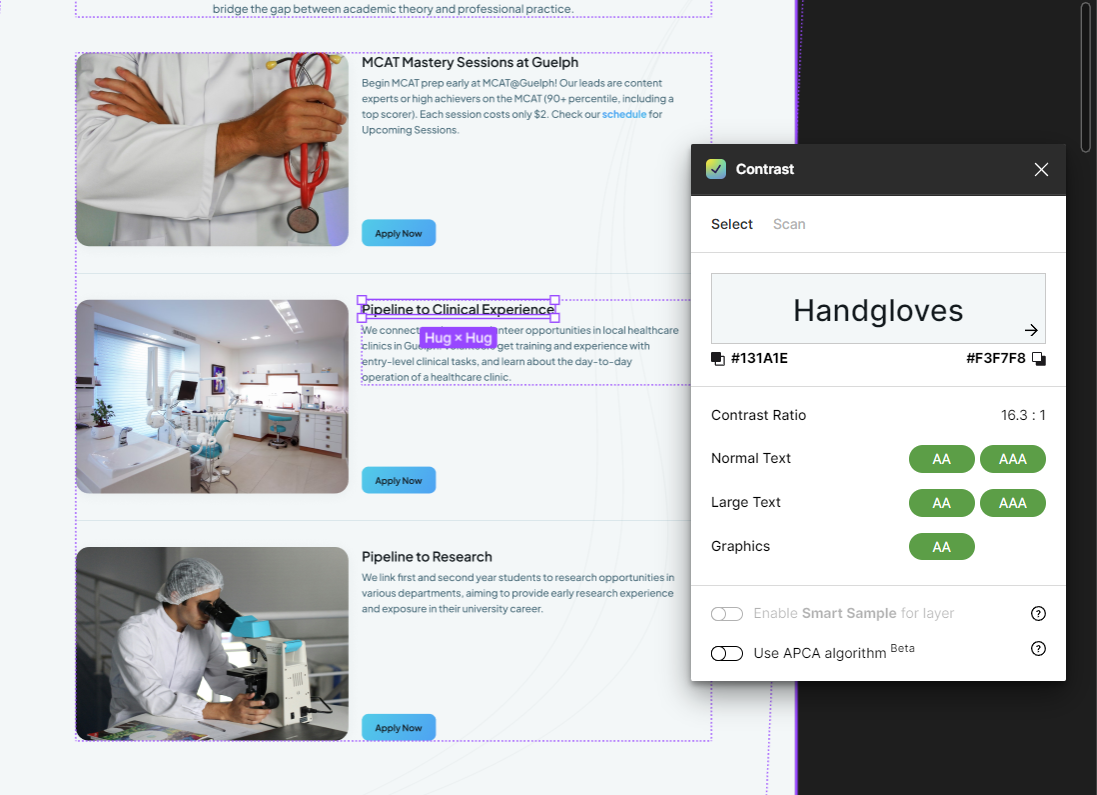 bridge the gap between academic theory and professional practice.
MCAT Mastery Sessions at Guelph
Begin MCAT prep early at MCAT@Guelph! Our leads are content
experts or high achievers on the MCAT (90+ percentile, including a
top scorer). Each session costs only $2. Check our schedule for
Upcoming Sessions.
Apply Now
Pipeline to Clinical Experience
We connect nteer opportunities in local healthcare
Hug × Hug
clinics in Gue get training and experience with
entry-level clinical tasks, and learn about the day-to-day
operation of a healthcare clinic.
Apply Now
Pipeline to Research
We link first and second year students to research opportunities in
various departments, aiming to provide early research experience
and exposure in their university career.
Apply Now
Contrast
Select Scan
Handgloves
#131A1E #F3F7F8
Contrast Ratio 16.3 : 1
Normal Text AA AAA
Large Text AA AAA
Graphics AA
Enable Smart Sample for layer ?
Use APCA algorithm Beta ?